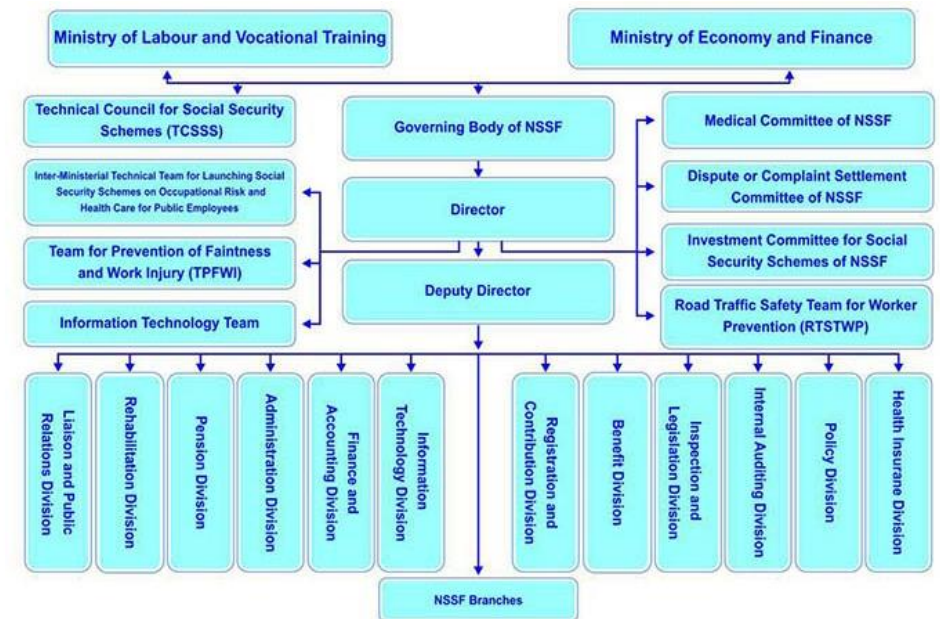 Ministry of Labour and Vocational Training
Ministry of Economy and Finance
Technical Council for Social Security
Schemes (TCSSS)
Governing Body of NSSF
Medical Committee of NSSF
Inter-Ministerial Technical Team for Launching Social
Security Schemes on Occupational Risk and
Health Care for Public Employees
Director
Dispute or Complaint Settlement
Committee of NSSF
Team for Prevention of Faintness
and Work Injury (TPFWI)
Investment Committee for Social
Security Schemes of NSSF
Deputy Director
Information Technology Team
Road Traffic Safety Team for Worker
Prevention (RTSTWP)
Liaison and Public
Relations Division
Rehabilitation Division
Pension Division
Administration Division
Finance and
Accounting Division
Information
Technology Division
Registration and
Contribution Division
Benefit Division
Inspection and
Legislation Division
Internal Auditing Division
Policy Division
Health Insurane Division
NSSF Branches